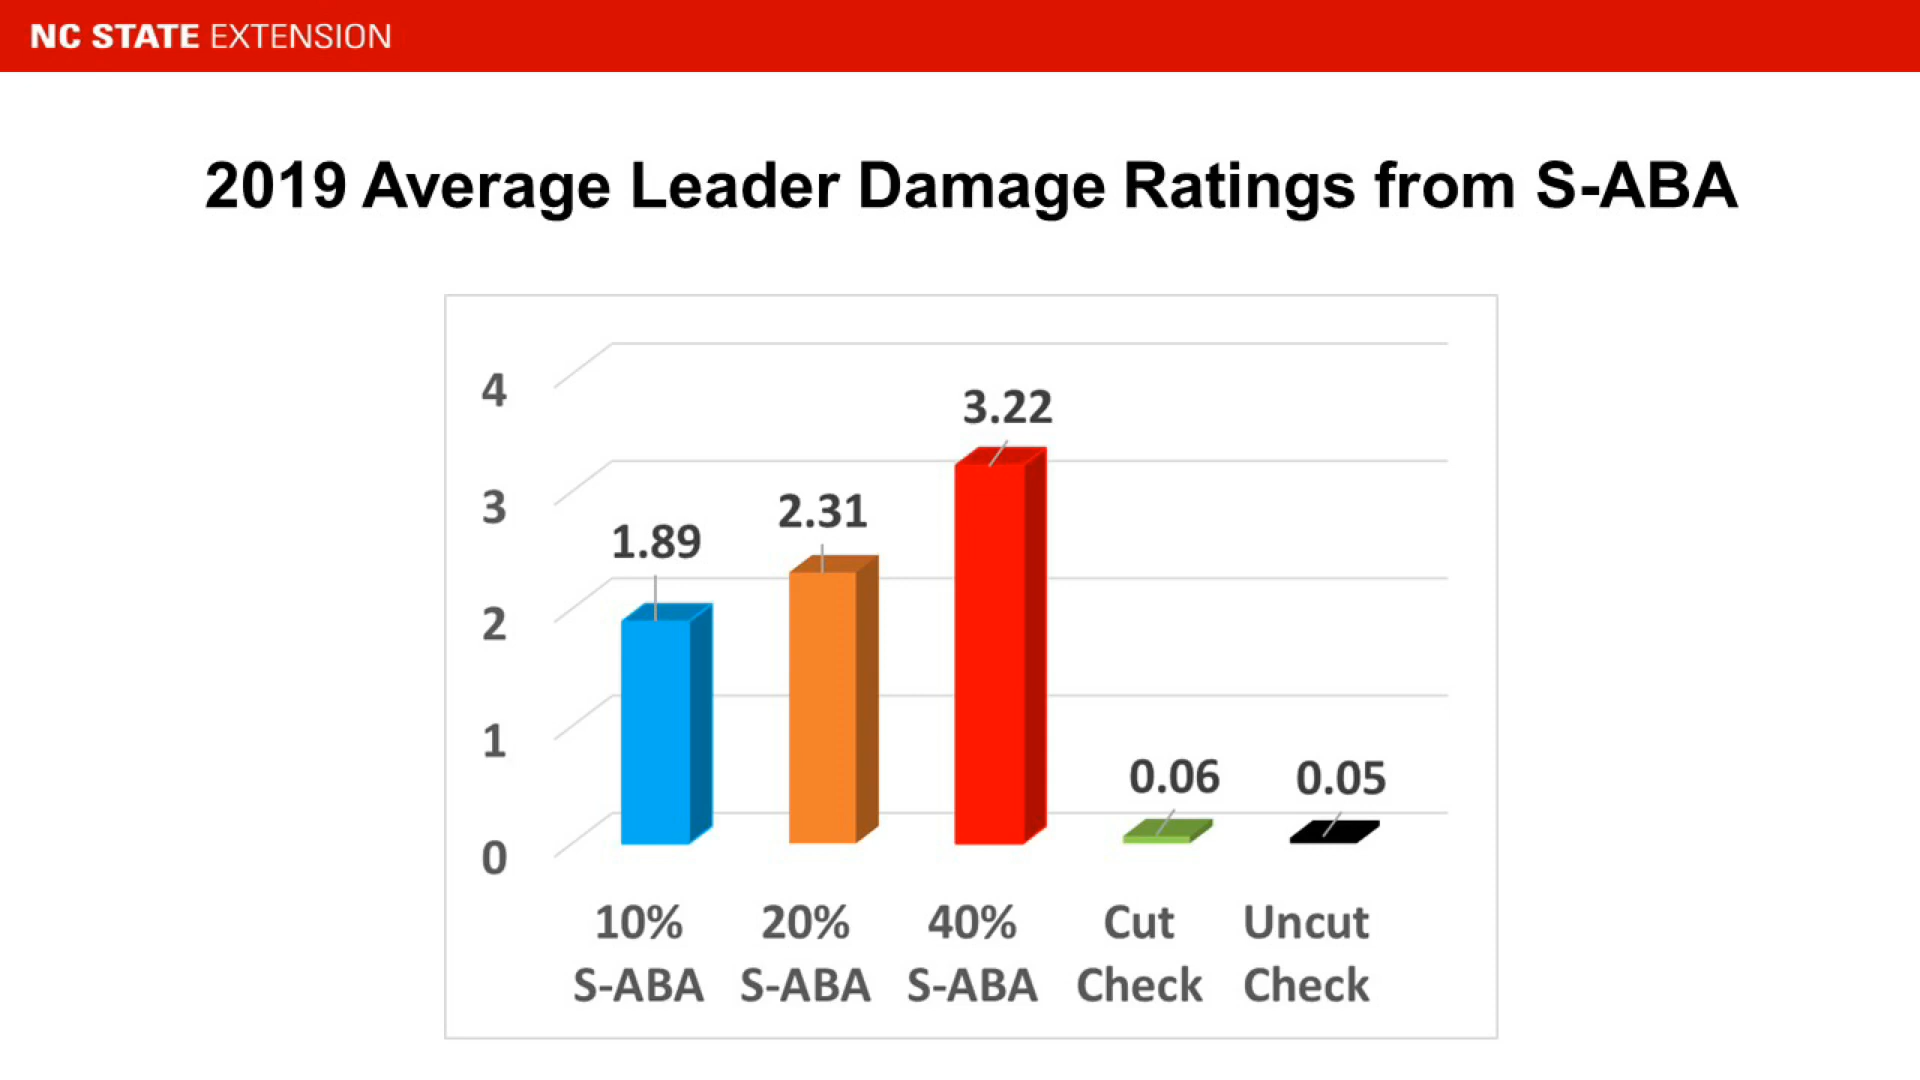 NC STATE EXTENSION
2019 Average Leader Damage Ratings from S-ABA
4
3
2
1
0
1.89
2.31
3.22
0.06
0.05
10%
S-ABA
20%
S-ABA
40%
S-ABA
Cut
Check
Uncut
Check